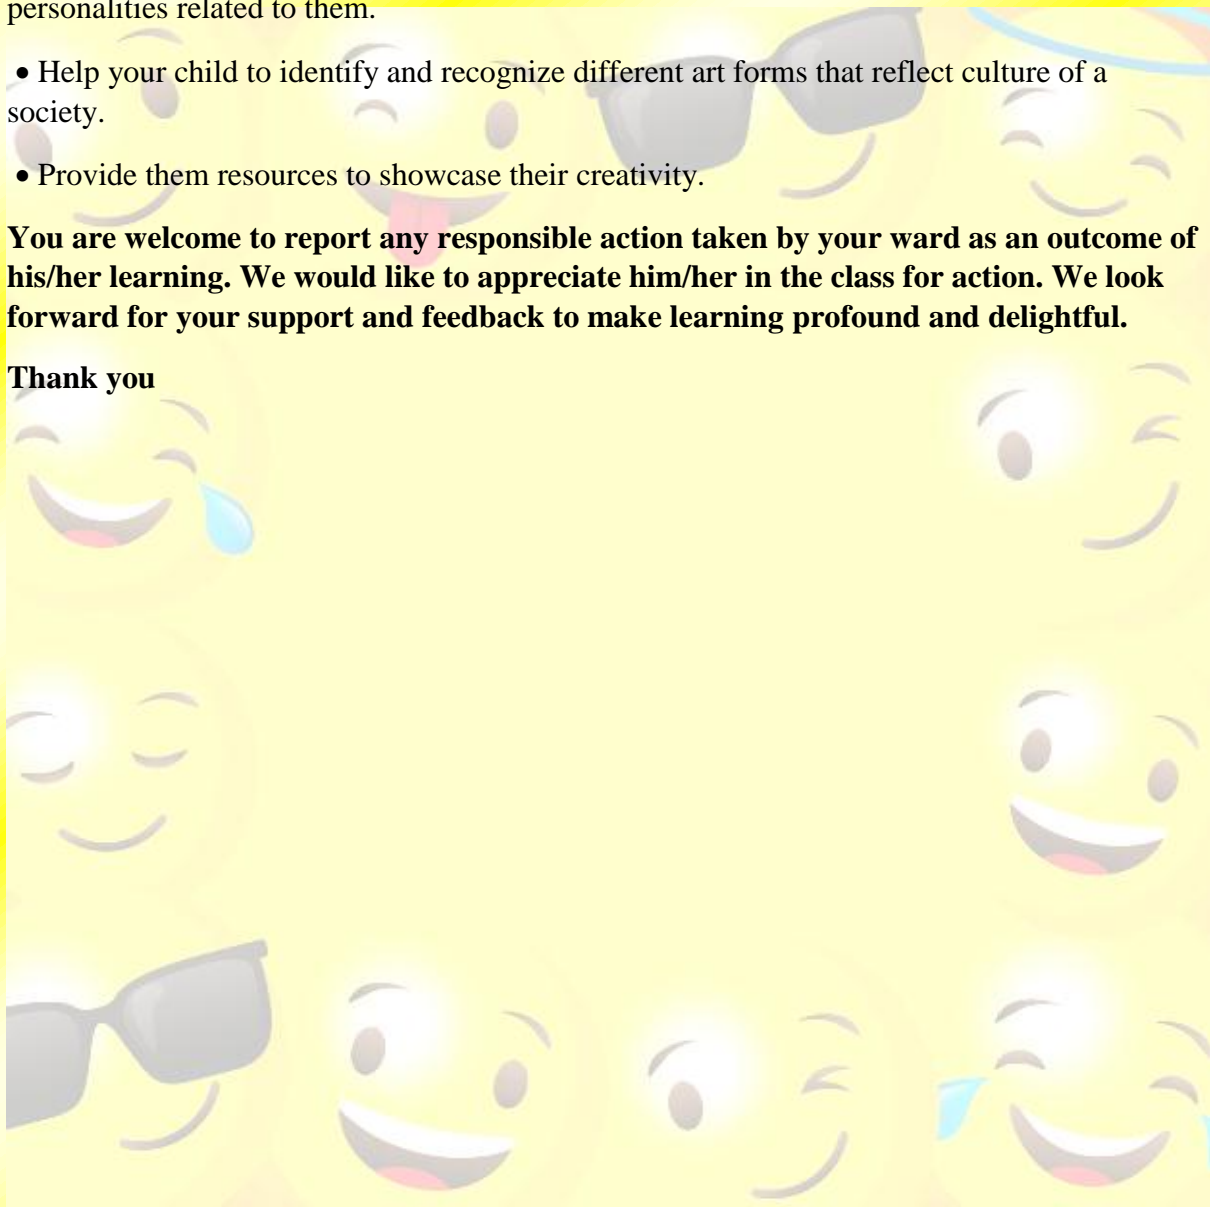 personalities related to them.
• Help your child to identify and recognize different art forms that reflect culture of a
society.
• Provide them resources to showcase their creativity.
You are welcome to report any responsible action taken by your ward as an outcome of
his/her learning. We would like to appreciate him/her in the class for action. We look
forward for your support and feedback to make learning profound and delightful.
Thank you